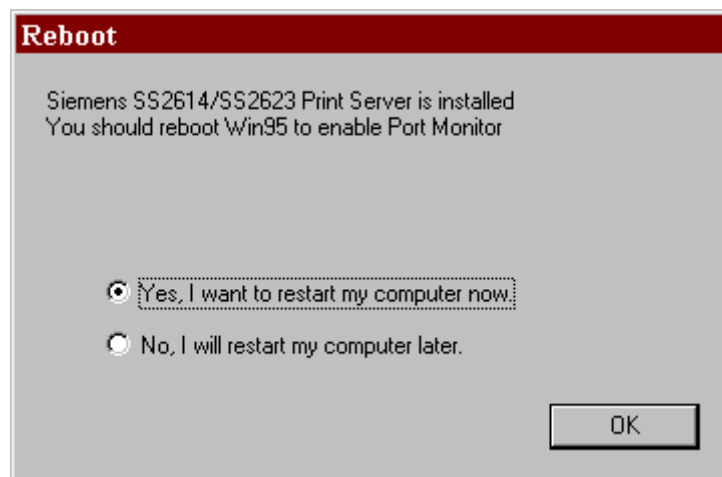 Reboot
Siemens SS2614/SS2623 Print Server is installed
You should reboot Win95 to enable Port Monitor
Yes, I want to restart my computer now.
No, I will restart my computer later.
OK